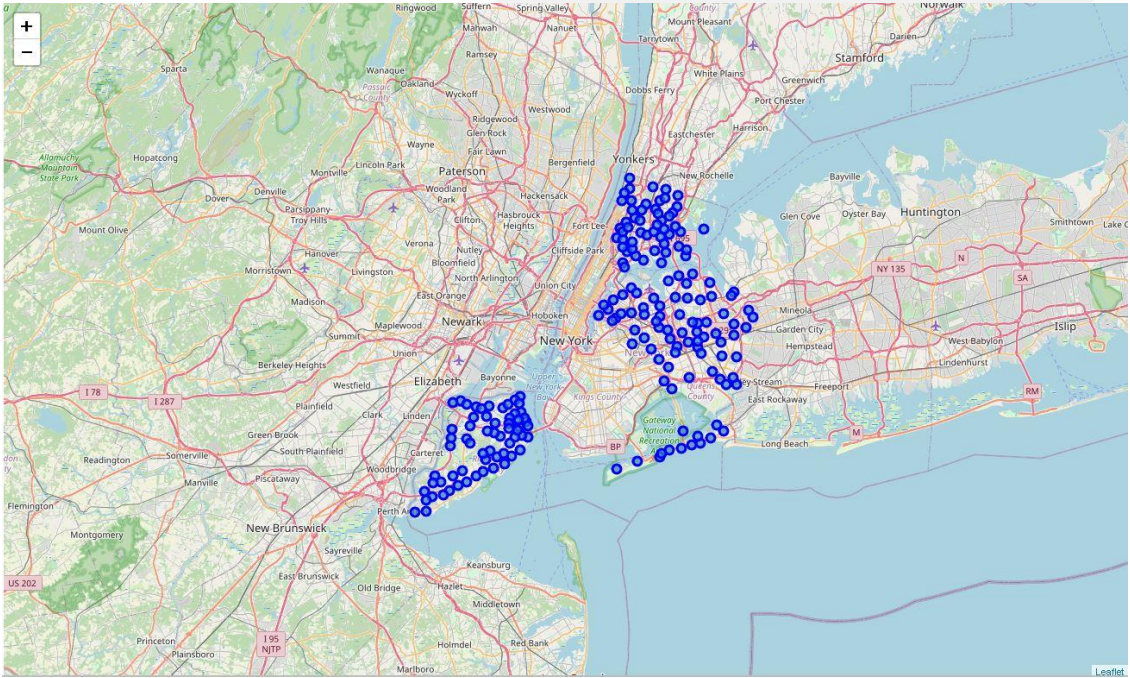 Ringwood
Suffern
Spring Valley
County
Norwalk
Mahwah
Nanuet
Mount Pleasant
Tarrytown
Darien
Ramsey
Sparta
Wanaque
Oakland
White Plains
Stamford
Passaic
County
Wyckoff
Dobbs Ferry
Greenwich
Dover
Westwood
Port Chester
Ridgewood
Glen Rock
Eastchester
Harrison
Wayne
Fair Lawn
Allamuchy
Mountain
State Park
Hopatcong
Lincoln Park
Bergenfield
Yonkers
Montville
Paterson
New Rochelle
Bayville
Denville
Woodland
Park
Hackensack
Dover
Parsippany-
Troy Hills
Clifton
Hasbrouck
Heights
Fort Lee
Glen Cove
Oyster Bay
Huntington
Smithtown
Mount Olive
Verona
Nutley
Cliffside Park
Hanover
Bloomfield
Morristown
Livingston
North Arlington
NY 135
N
SA
East Orange
Union City
Madison
Maplewood
Newark
Hoboken
Mineola
Summit
Garden City
Islip
Union
New York
Hempstead
West Babylon
Berkeley Heights
Lindenhurst
Elizabeth
Bayonne
Upper
New York
Bay
Westfield
Freeport
I 78
I 287
Plainfield
Clark
Linden
Kings County
Queens
County
East Rockaway
RM
Green Brook
Gateway
National
Recreation
M
Somerville
South Plainfield
Carteret
BP
Long Beach
Readington
Manville
Woodbridge
Piscataway
Flemington
New Brunswick
Perth
Montgomery
Sayreville
Keansburg
US 202
East Brunswick
Old Bridge
Hazlet
Middletown
Princeton
I 95
NJTP
Plainsboro
Holmdel
Red Bank
Marlboro
Leaflet